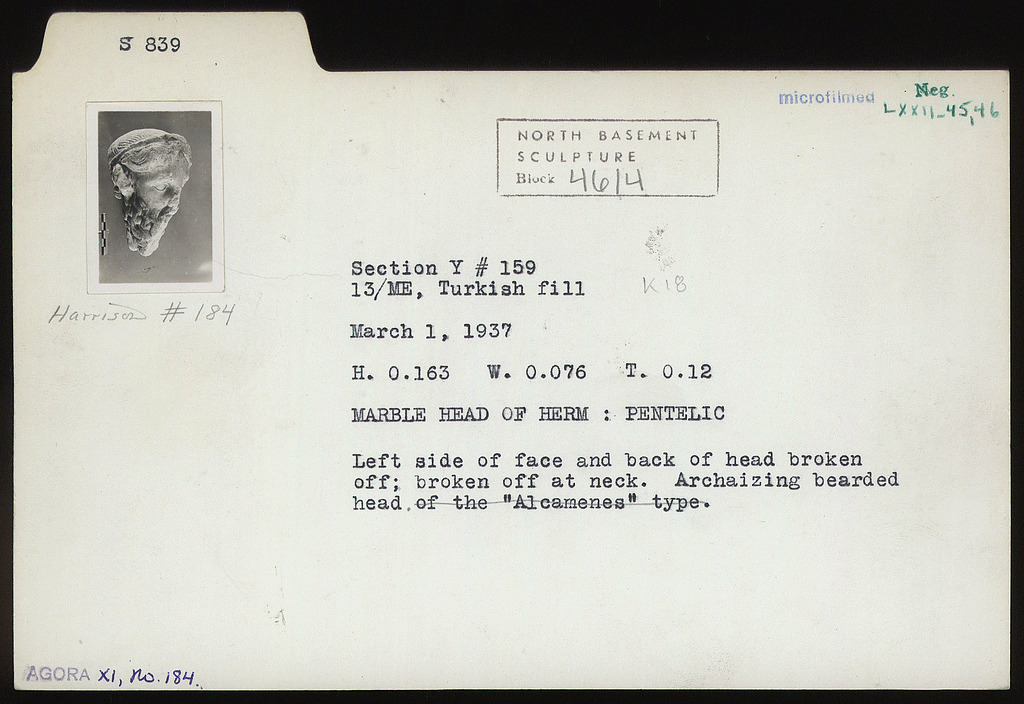 S 839
microfilmed
Neg.
LXXII-45,46
NORTH BASEMENT
SCULPTURE
Block 46/4
Harrison # 184
Section Y # 159
13/ME, Turkish fill
K18
March 1, 1937
H. 0.163 W. 0.076 T. 0.12
MARBLE HEAD OF HERM : PENTELIC
Left side of face and back of head broken
off; broken off at neck. Archaizing bearded
head. of the "Alcamenes" type.
AGORA XI, No. 184.